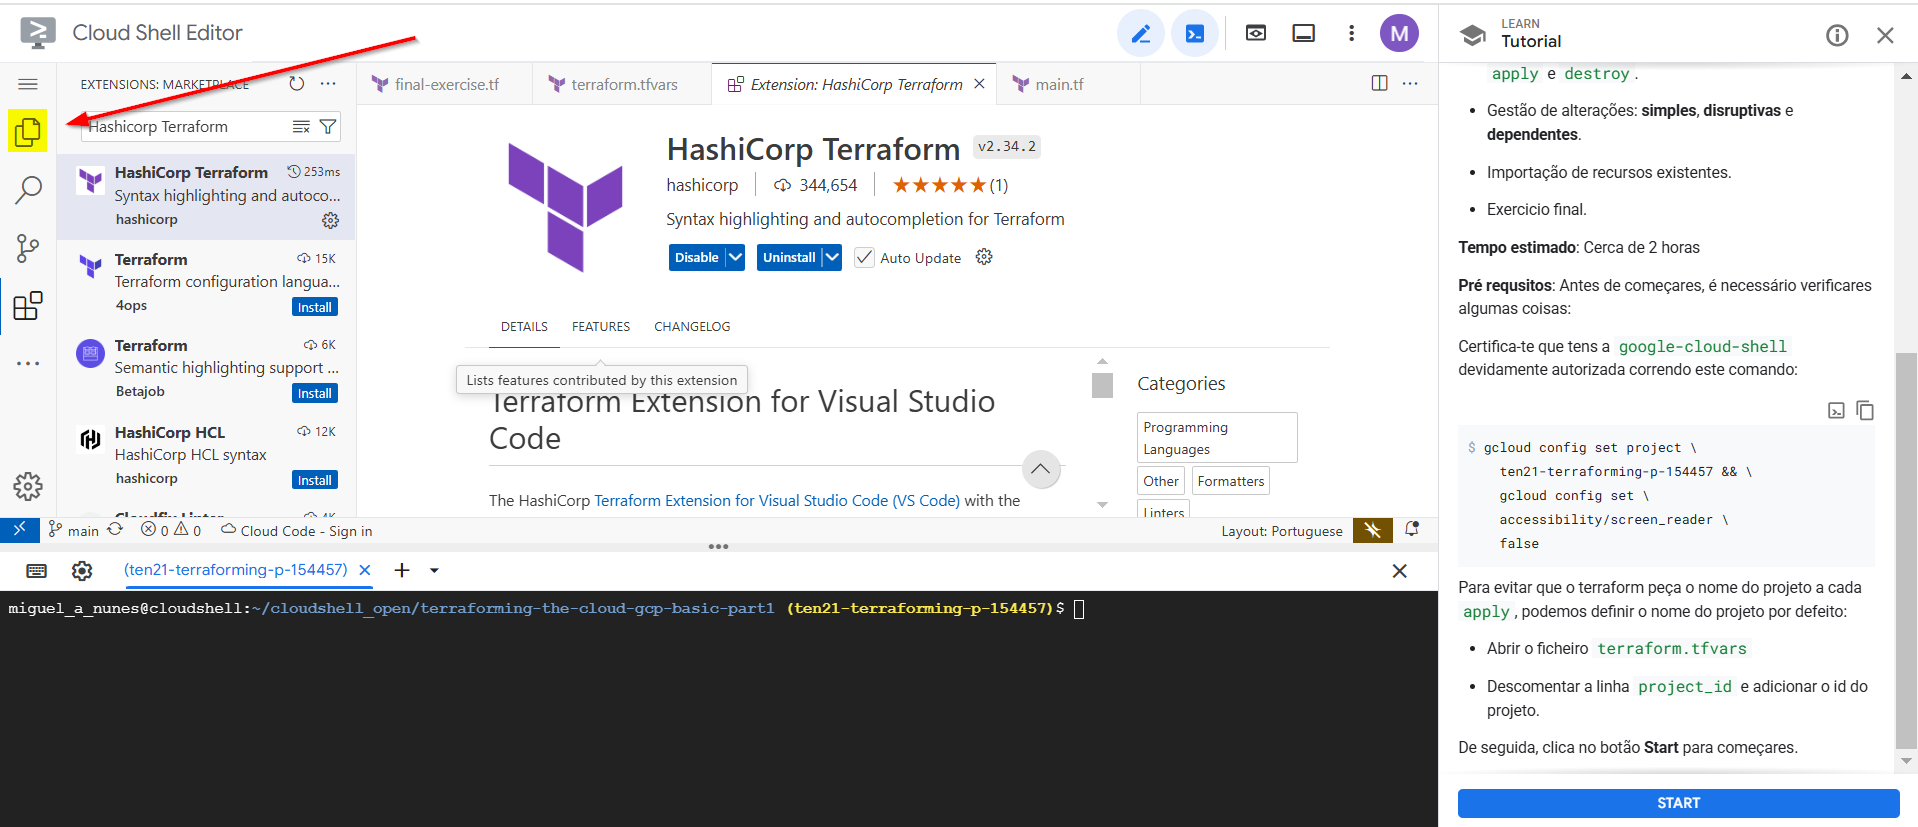 Cloud Shell Editor
M
LEARN
Tutorial
EXTENSIONS: MARKETPLACE
Hashicorp Terraform
HashiCorp Terraform 253ms
Syntax highlighting and autoco...
hashicorp
Terraform 15K
Terraform configuration langua...
4ops Install
Terraform 6K
Semantic highlighting support ...
Betajob Install
HashiCorp HCL 12K
HashiCorp HCL syntax
hashicorp Install
final-exercise.tf terraform.tfvars Extension: HashiCorp Terraform main.tf
HashiCorp Terraform v2.34.2
hashicorp 344,654 (1)
Syntax highlighting and autocompletion for Terraform
Disable Uninstall Auto Update
DETAILS FEATURES CHANGELOG
Lists features contributed by this extension
Terraform Extension for Visual Studio
Code
The HashiCorp Terraform Extension for Visual Studio Code (VS Code) with the
Categories
Programming
Languages
Other Formatters
Linters
main 0 0 Cloud Code - Sign in Layout: Portuguese
(ten21-terraforming-p-154457)
miguel_a_nunes@cloudshell:~/cloudshell_open/terraforming-the-cloud-gcp-basic-part1 (ten21-terraforming-p-154457)$
apply e destroy.
• Gestão de alterações: simples, disruptivas e
dependentes.
• Importação de recursos existentes.
• Exercicio final.
Tempo estimado: Cerca de 2 horas
Pré requsitos: Antes de começares, é necessário verificares
algumas coisas:
Certifica-te que tens a google-cloud-shell
devidamente autorizada correndo este comando:
$ gcloud config set project \
ten21-terraforming-p-154457 && \
gcloud config set \
accessibility/screen_reader \
false
Para evitar que o terraform peça o nome do projeto a cada
apply, podemos definir o nome do projeto por defeito:
• Abrir o ficheiro terraform.tfvars
• Descomentar a linha project_id e adicionar o id do
projeto.
De seguida, clica no botão Start para começares.
START